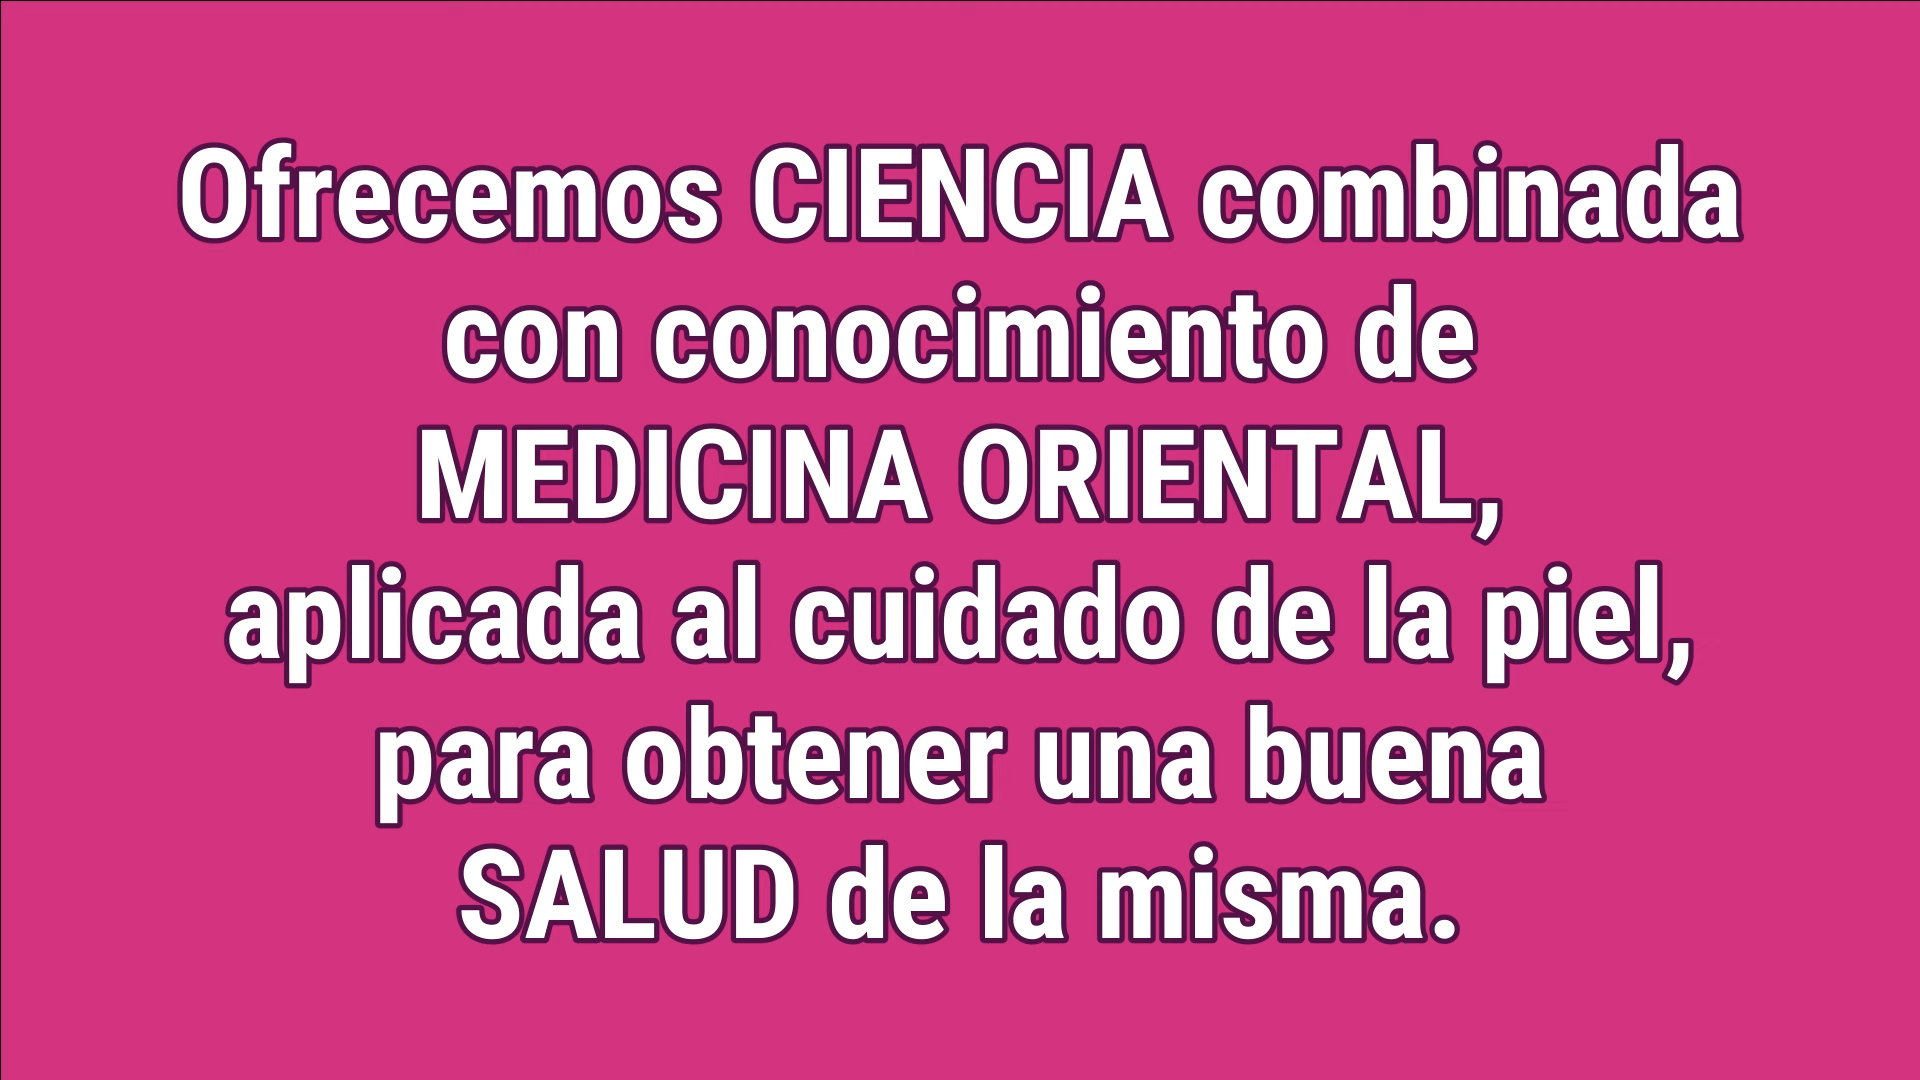 Ofrecemos CIENCIA combinada
con conocimiento de
MEDICINA ORIENTAL,
aplicada al cuidado de la piel,
para obtener una buena
SALUD de la misma.